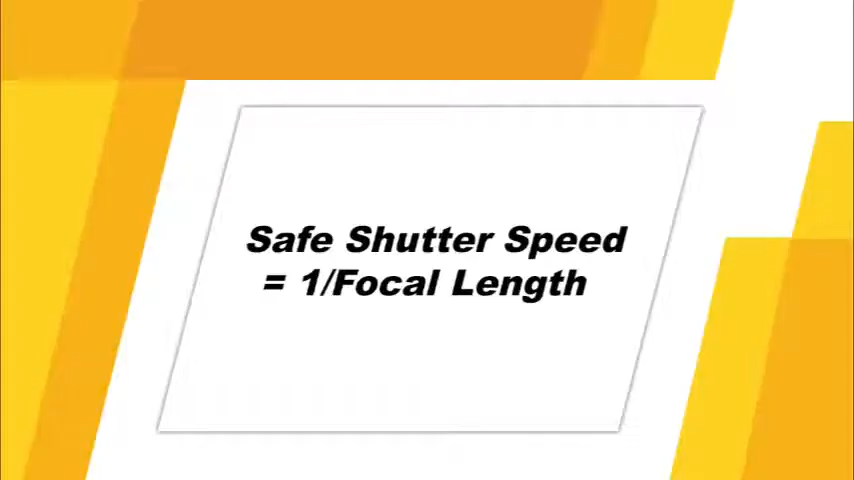 Safe Shutter Speed
= 1/Focal Length